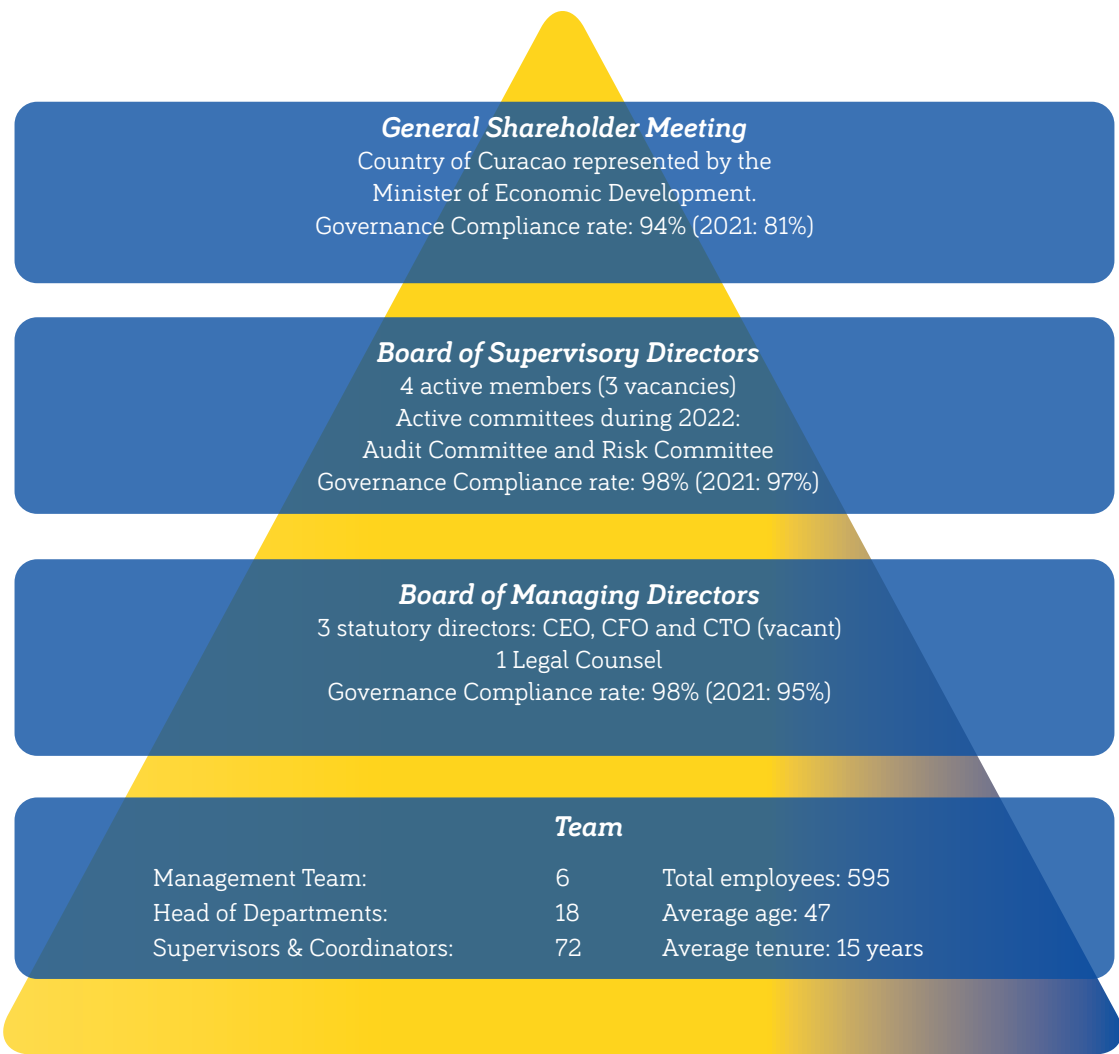 General Shareholder Meeting
Country of Curacao represented by the
Minister of Economic Development.
Governance Compliance rate: 94% (2021: 81%)
Board of Supervisory Directors
4 active members (3 vacancies)
Active committees during 2022:
Audit Committee and Risk Committee
Governance Compliance rate: 98% (2021: 97%)
Board of Managing Directors
3 statutory directors: CEO, CFO and CTO (vacant)
1 Legal Counsel
Governance Compliance rate: 98% (2021: 95%)
Team
Management Team: 6 Total employees: 595
Head of Departments: 18 Average age: 47
Supervisors & Coordinators: 72 Average tenure: 15 years